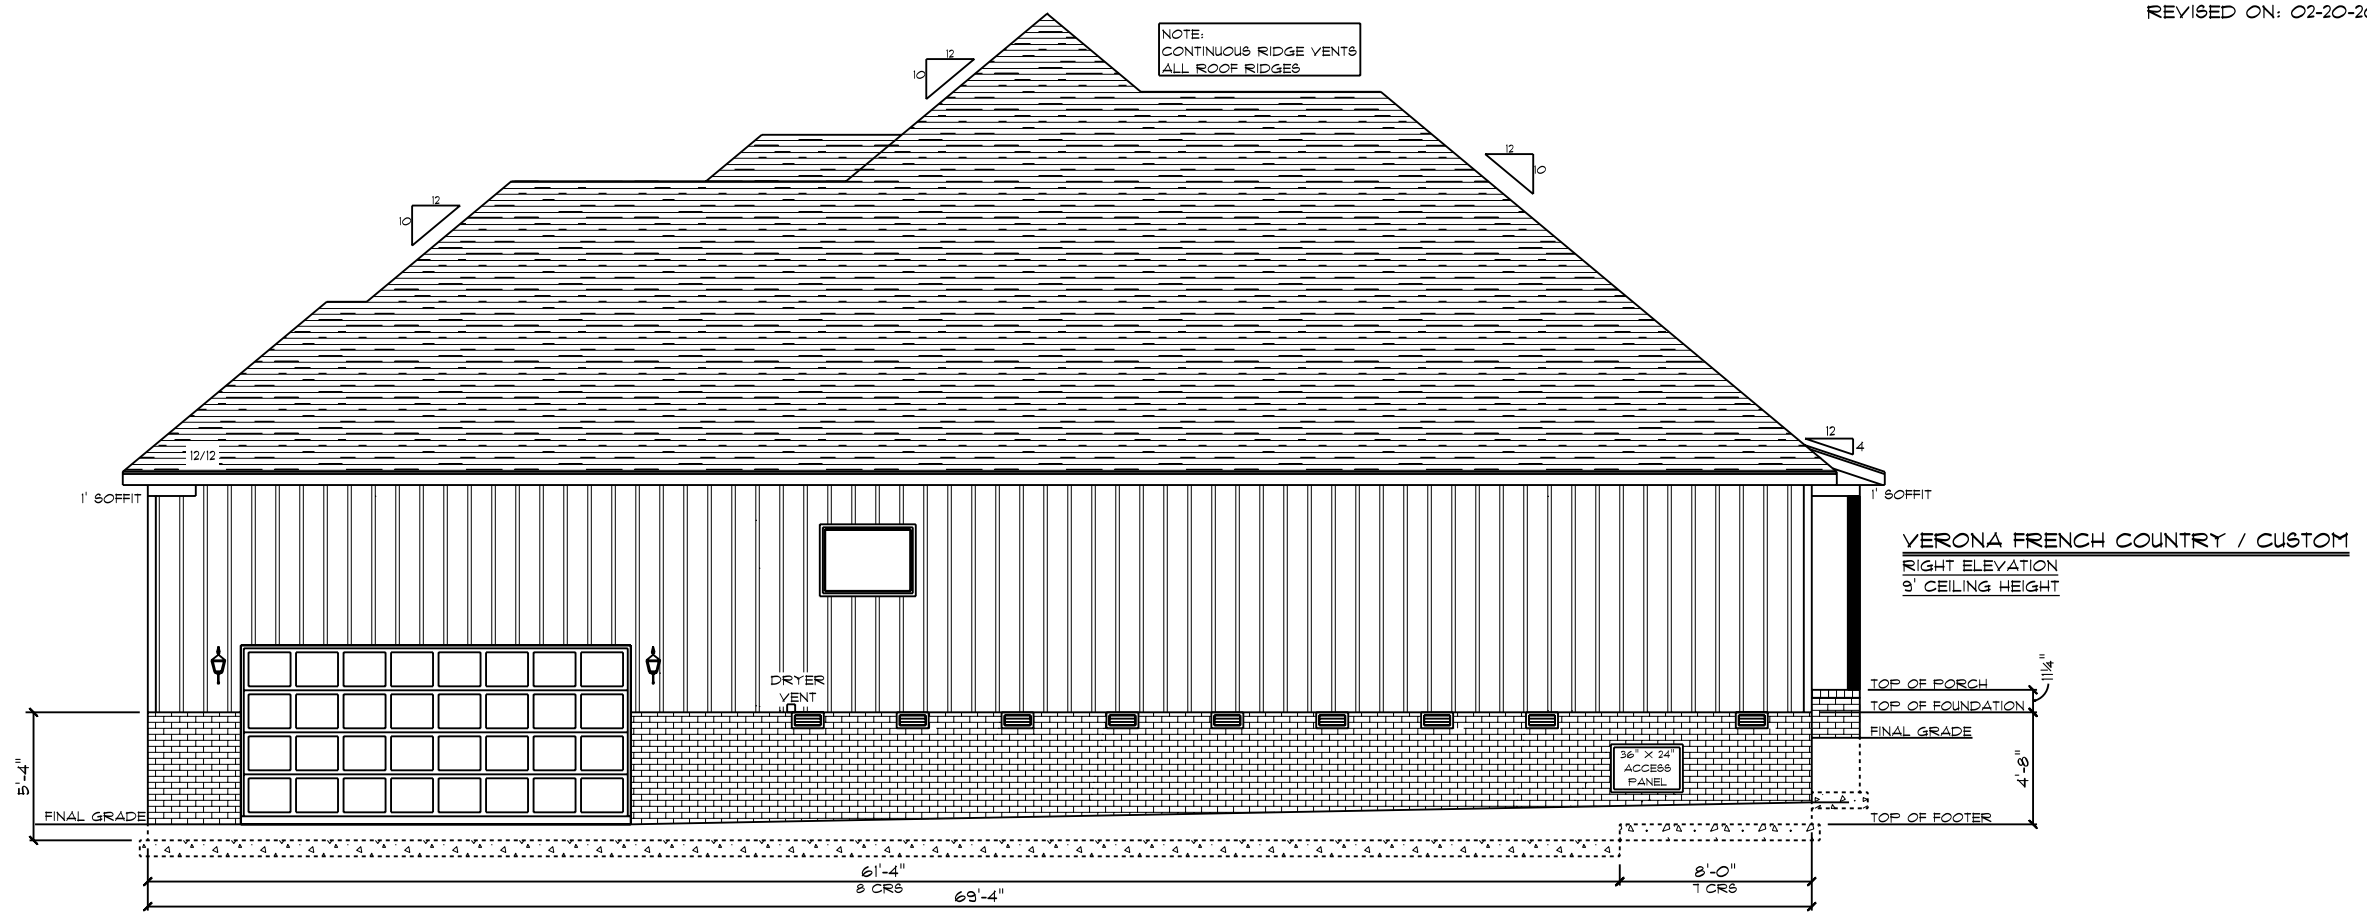 REVISED ON: 02-20-20
NOTE:
CONTINUOUS RIDGE VENTS
ALL ROOF RIDGES
12
10
12
10
12
10
12
4
12/12
1' SOFFIT
1' SOFFIT
VERONA FRENCH COUNTRY / CUSTOM
RIGHT ELEVATION
9' CEILING HEIGHT
DRYER
VENT
TOP OF PORCH
11¼"
TOP OF FOUNDATION
FINAL GRADE
36" X 24"
ACCESS
PANEL
5'-4"
4'-8"
FINAL GRADE
TOP OF FOOTER
61'-4"
8 CRS
8'-0"
7 CRS
69'-4"